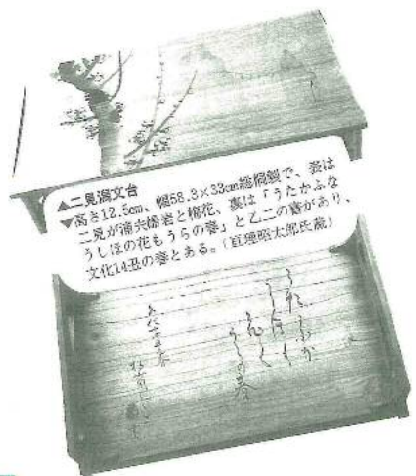 ▲二見潟文台
▼高さ12.5cm、幅58.3×33cm総桐製で、表は
二見が浦夫婦岩と梅花、裏は「うたかふな
うしほの花もうらの春」と乙二の書があり、
文化14丑の春とある。(亘理昭太郎氏蔵)